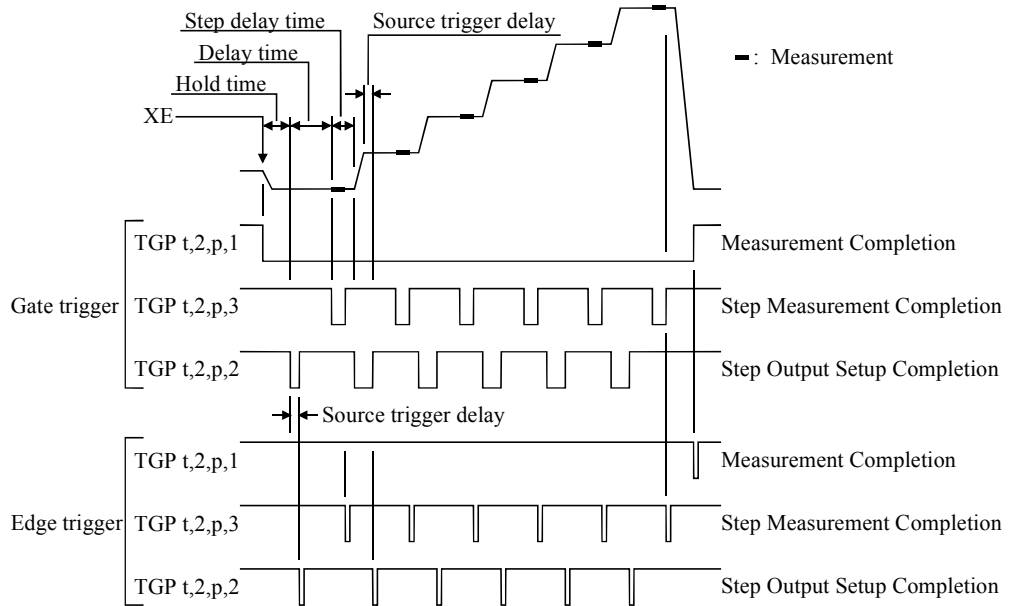 Step delay time
Source trigger delay
Delay time
Hold time
XE
: Measurement
TGP t,2,p,1
Measurement Completion
Gate trigger
TGP t,2,p,3
Step Measurement Completion
TGP t,2,p,2
Step Output Setup Completion
Source trigger delay
TGP t,2,p,1
Measurement Completion
Edge trigger
TGP t,2,p,3
Step Measurement Completion
TGP t,2,p,2
Step Output Setup Completion